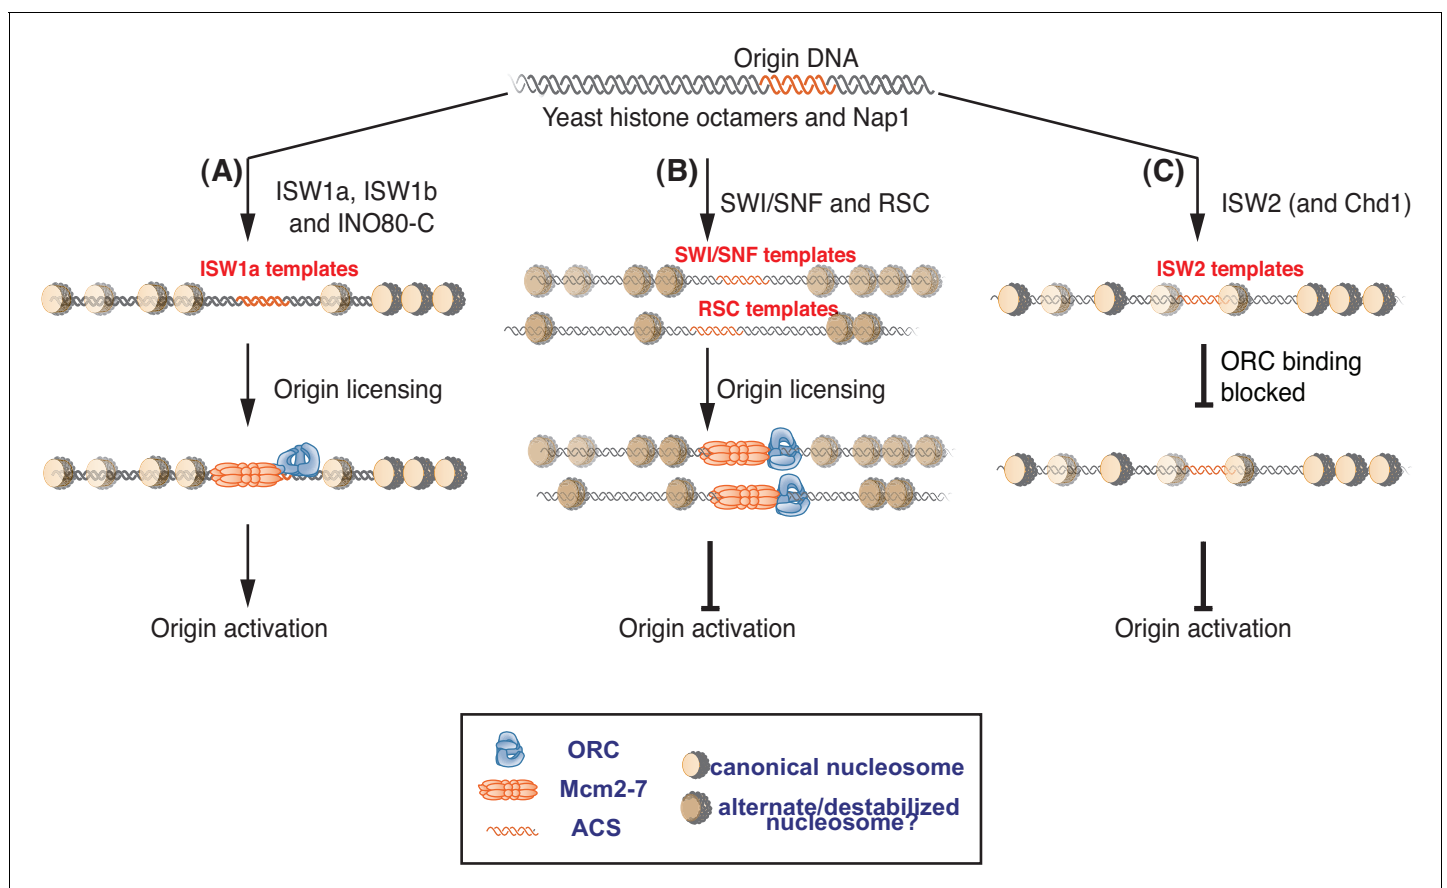 Origin DNA
Yeast histone octamers and Nap1
(A)
ISW1a, ISW1b
and INO80-C
(B)
SWI/SNF and RSC
(C)
ISW2 (and Chd1)
ISW1a templates
SWI/SNF templates
RSC templates
ISW2 templates
Origin licensing
Origin licensing
ORC binding
blocked
Origin activation
Origin activation
Origin activation
ORC
Mcm2-7
ACS
canonical nucleosome
alternate/destabilized
nucleosome?